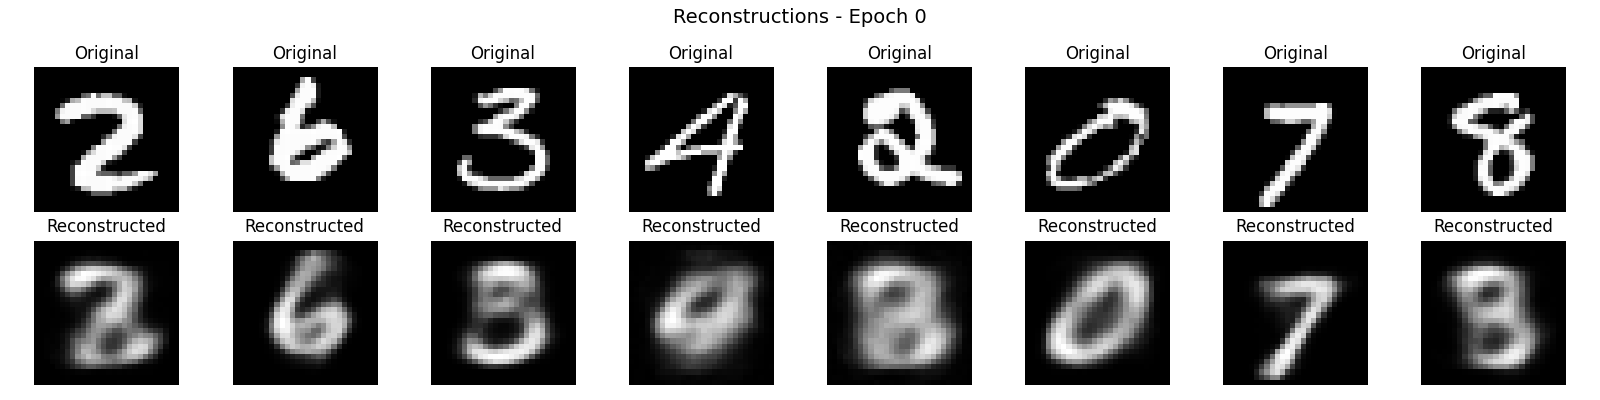 Reconstructions - Epoch 0
Original Original Original Original Original Original Original Original
2 6 3 4 2 0 7 8
Reconstructed Reconstructed Reconstructed Reconstructed Reconstructed Reconstructed Reconstructed Reconstructed